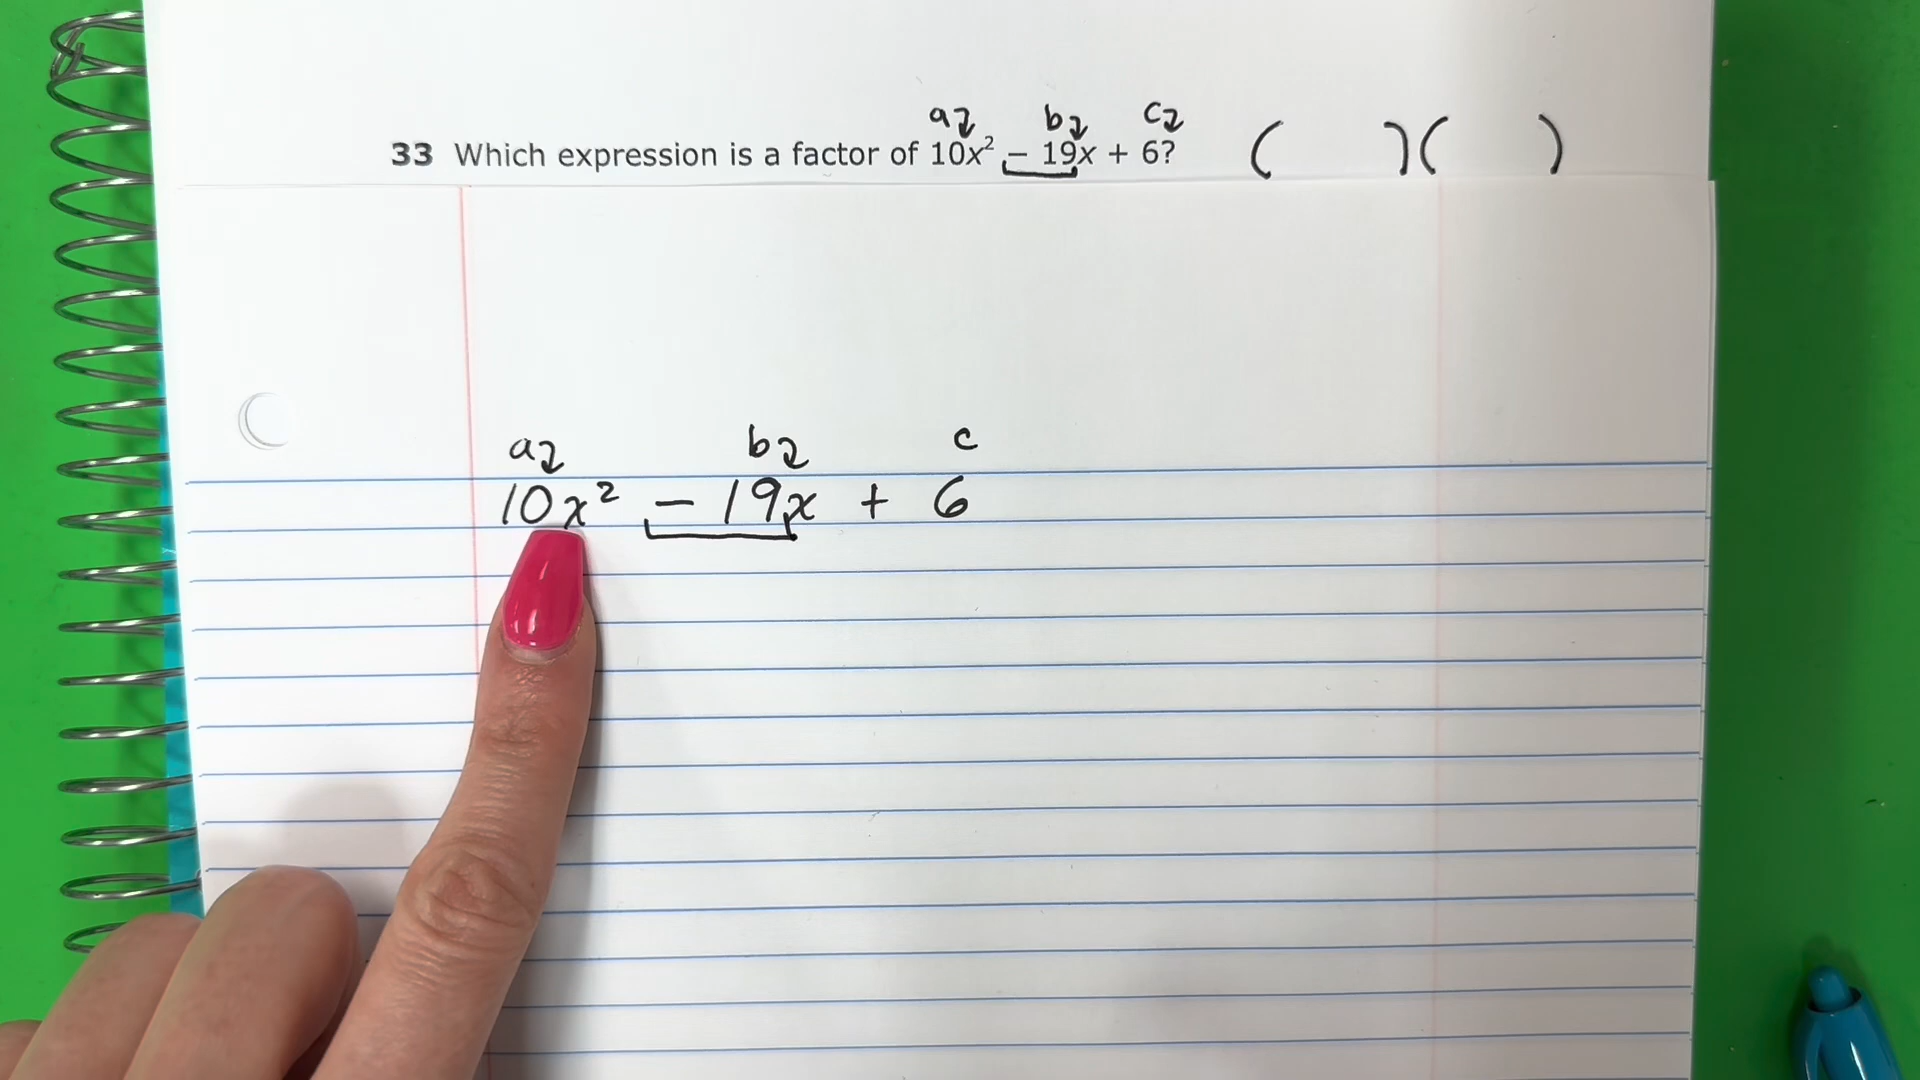 a b c
33 Which expression is a factor of 10x² – 19x + 6? ( )( )
a b c
10x² – 19x + 6